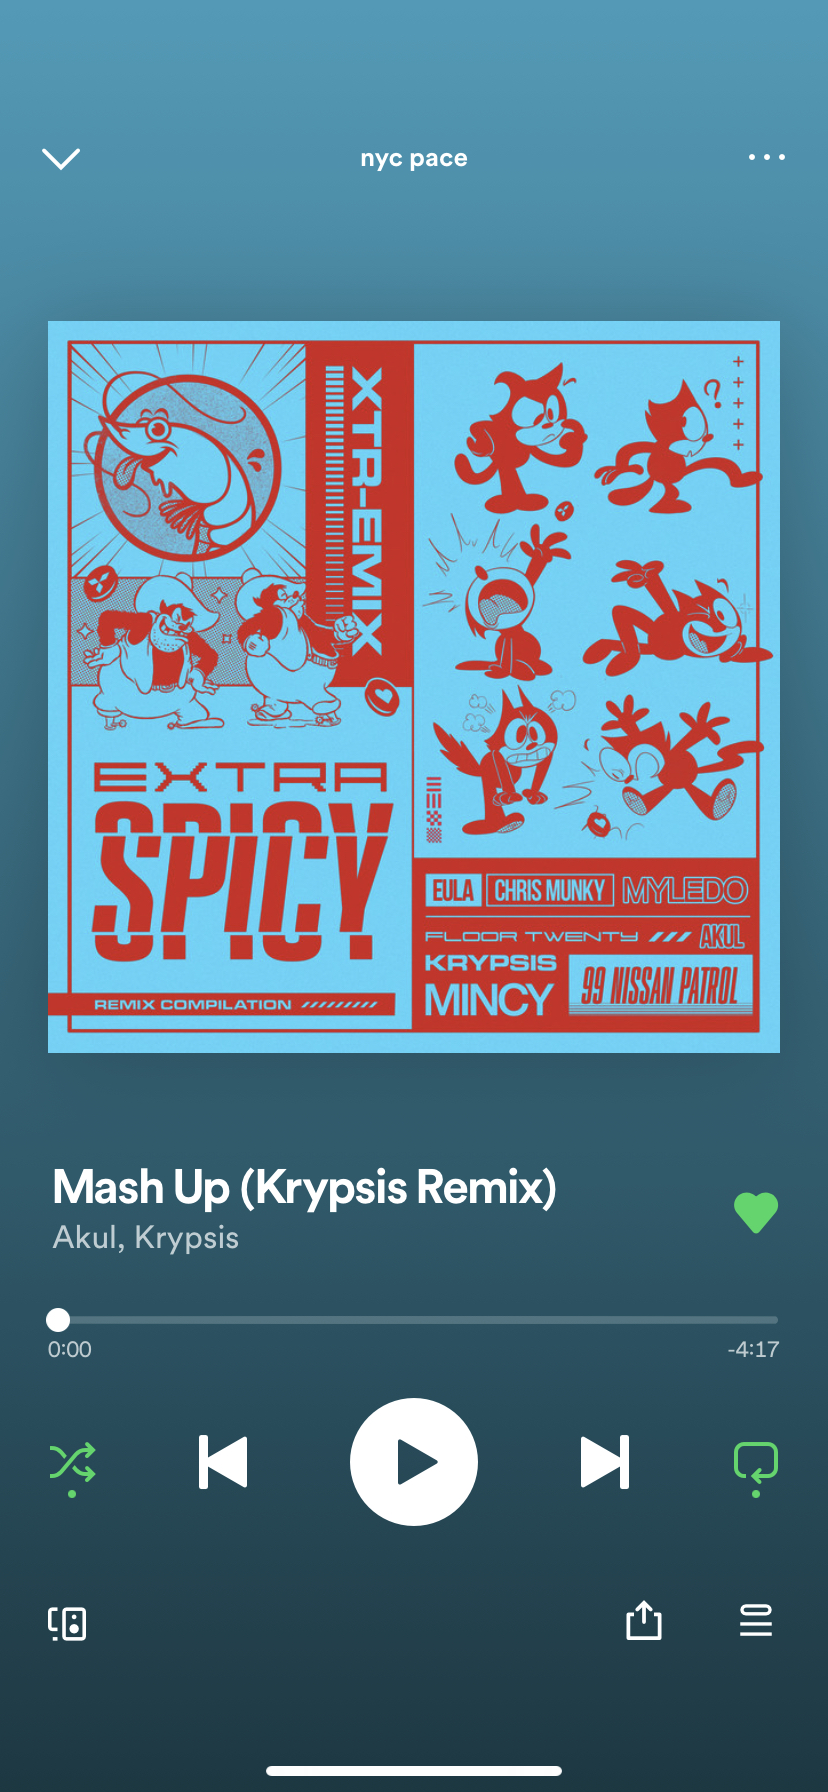 nyc pace
XTR-EMIX
?
EXTRA
SPICY
REMIX COMPILATION
EULA CHRIS MUNKY MYLEDO
FLOOR TWENTY AKUL
KRYPSIS
MINCY 99 NISSAN PATROL
Mash Up (Krypsis Remix)
Akul, Krypsis
0:00 -4:17